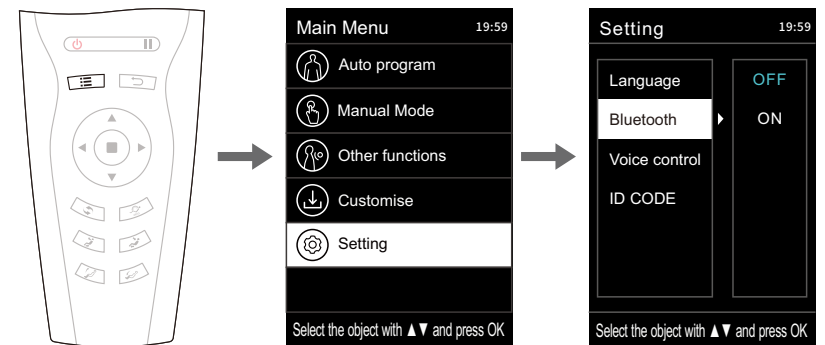 Main Menu 19:59
Auto program
Manual Mode
Other functions
Customise
Setting
Select the object with ▲▼ and press OK
Setting 19:59
Language
Bluetooth
Voice control
ID CODE
OFF
ON
Select the object with ▲▼ and press OK